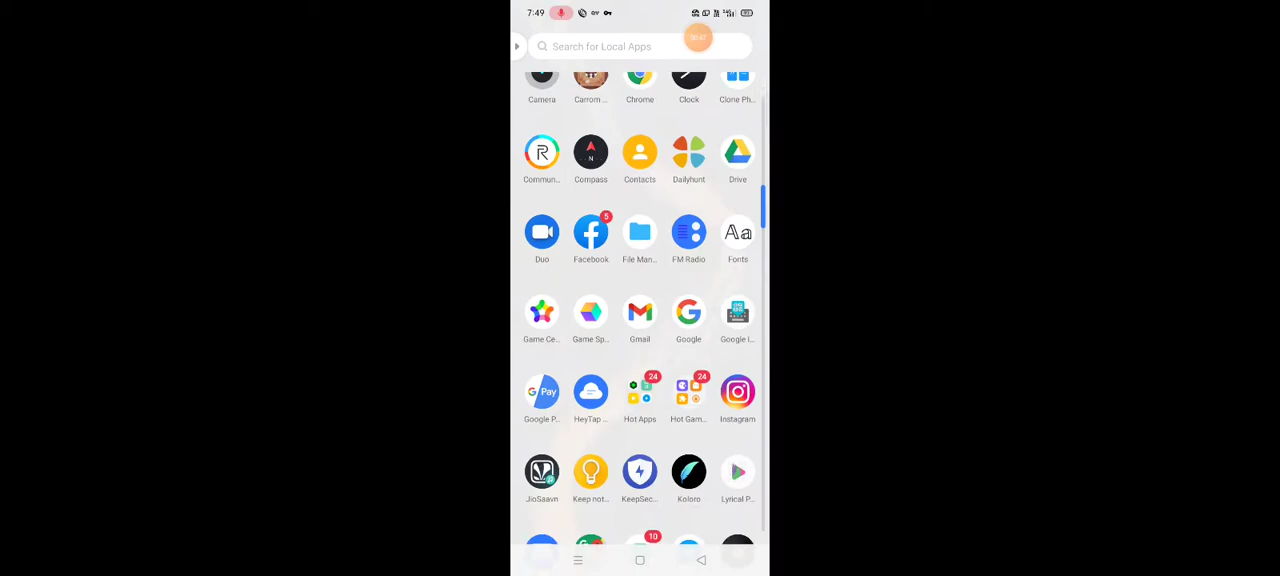 7:49
Search for Local Apps
Camera Carrom ... Chrome Clock Clone Ph...
Commun... Compass Contacts Dailyhunt Drive
5
Aa
Duo Facebook File Man... FM Radio Fonts
Game Ce... Game Sp... Gmail Google Google I...
24 24
G Pay
Google P... HeyTap ... Hot Apps Hot Gam... Instagram
JioSaavn Keep not... KeepSec... Koloro Lyrical P...
10